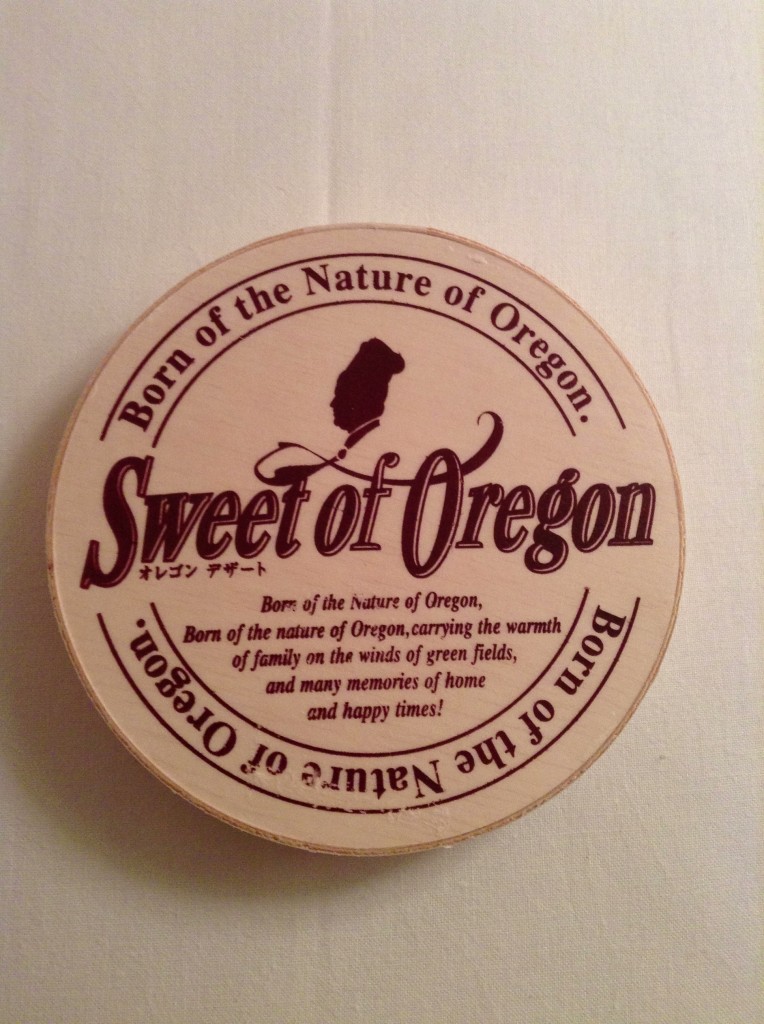 Born of the Nature of Oregon.
Sweet of Oregon
オレゴン デザート
Born of the Nature of Oregon,
Born of the nature of Oregon,carrying the warmth
of family on the winds of green fields,
and many memories of home
and happy times!
Born of the Nature of Oregon.